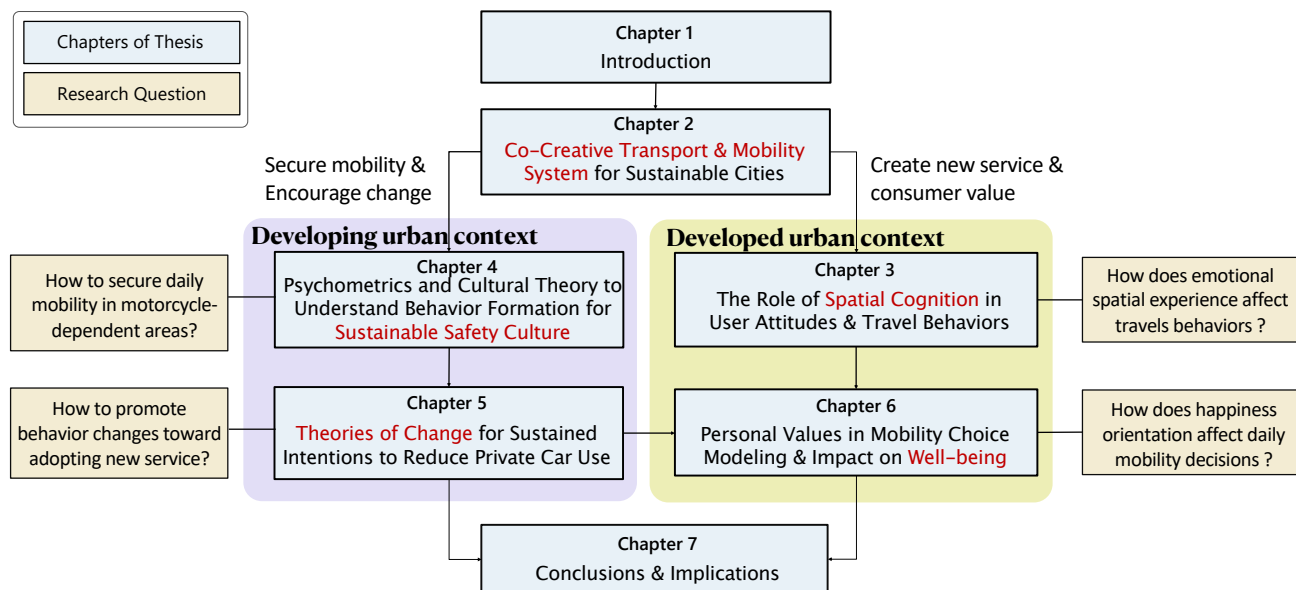 Chapters of Thesis
Research Question
Chapter 1
Introduction
Chapter 2
Co-Creative Transport & Mobility
System for Sustainable Cities
Secure mobility &
Encourage change
Create new service &
consumer value
Developing urban context
Developed urban context
How to secure daily
mobility in motorcycle-
dependent areas?
Chapter 4
Psychometrics and Cultural Theory to
Understand Behavior Formation for
Sustainable Safety Culture
Chapter 3
The Role of Spatial Cognition in
User Attitudes & Travel Behaviors
How does emotional
spatial experience affect
travels behaviors ?
How to promote
behavior changes toward
adopting new service?
Chapter 5
Theories of Change for Sustained
Intentions to Reduce Private Car Use
Chapter 6
Personal Values in Mobility Choice
Modeling & Impact on Well-being
How does happiness
orientation affect daily
mobility decisions ?
Chapter 7
Conclusions & Implications